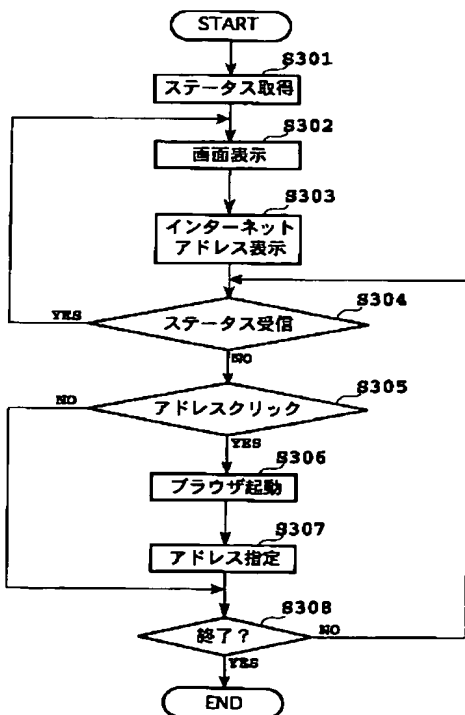 START
S301
ステータス取得
S302
画面表示
S303
インターネット
アドレス表示
S304
ステータス受信
YES
NO
S305
アドレスクリック
NO
YES
S306
ブラウザ起動
S307
アドレス指定
S308
終了?
NO
YES
END